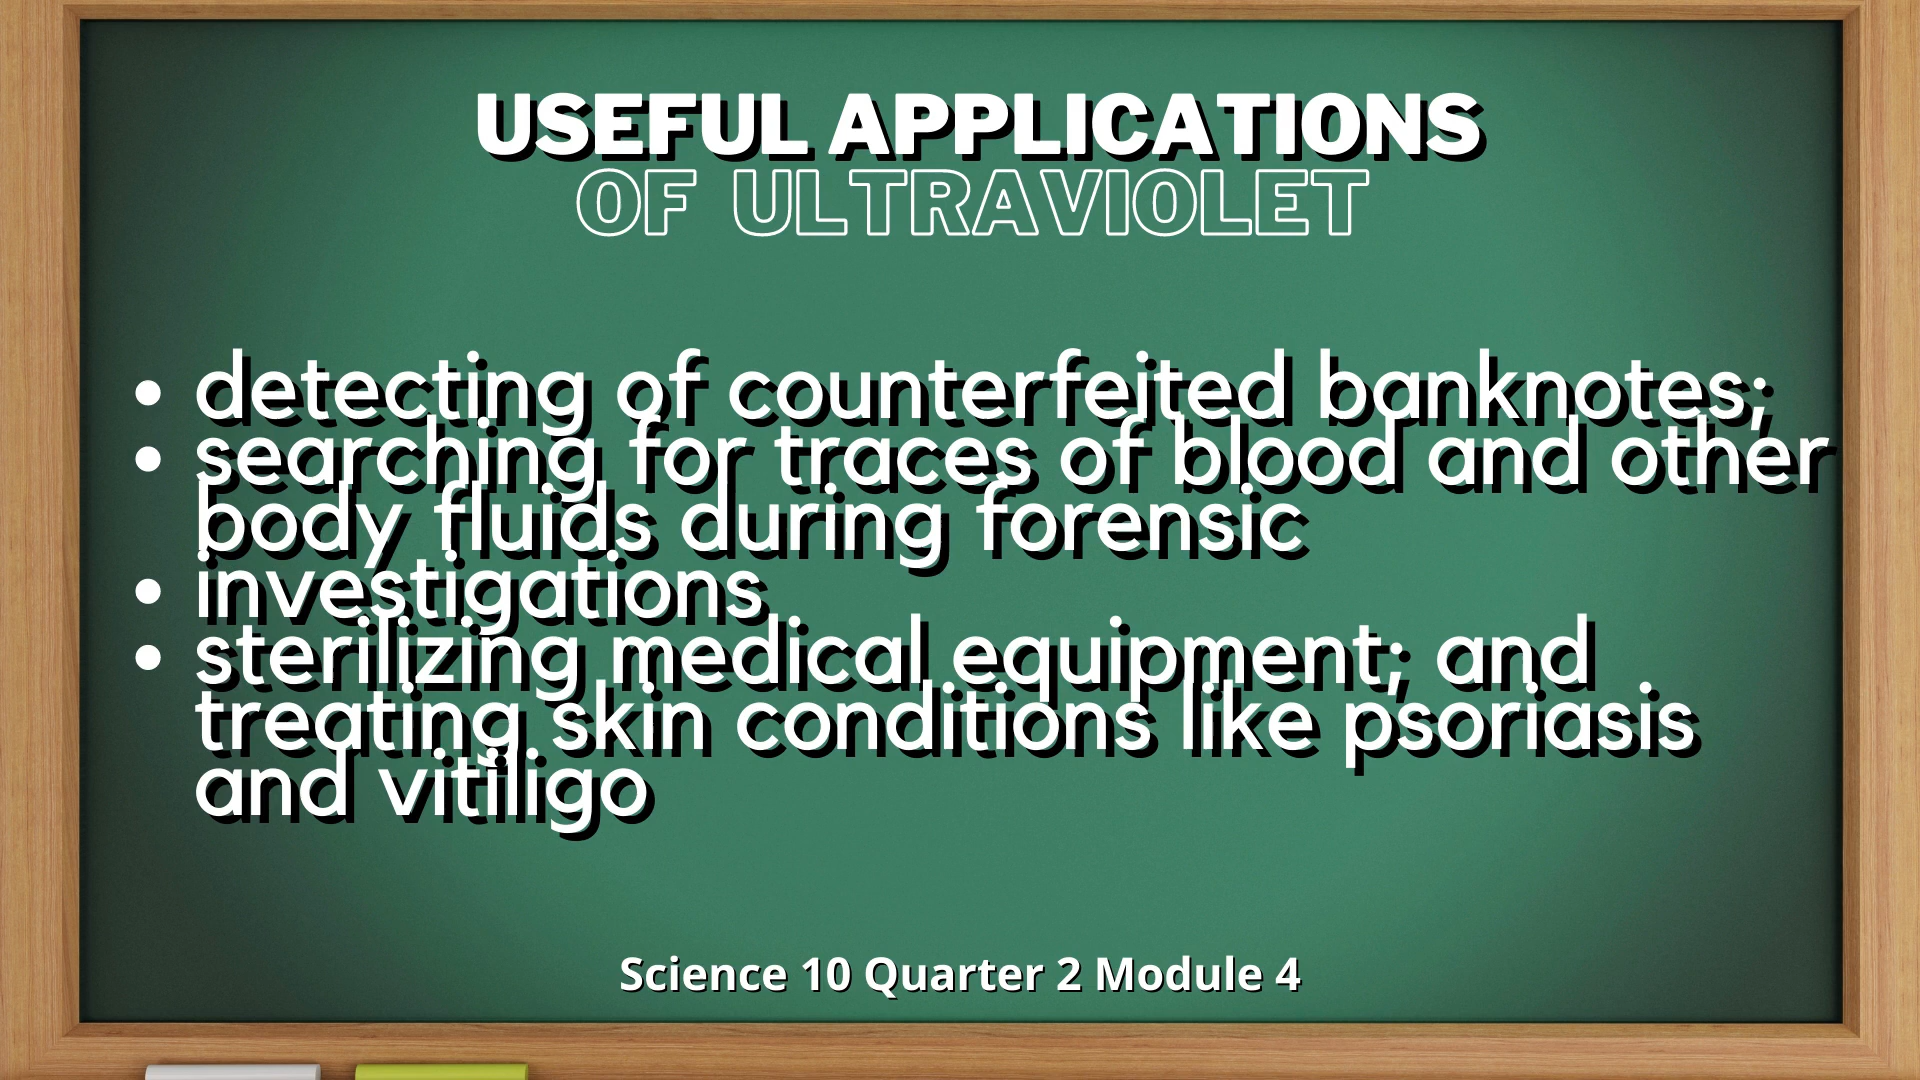 USEFUL APPLICATIONS
OF ULTRAVIOLET
• detecting of counterfeited banknotes;
• searching for traces of blood and other
body fluids during forensic
• investigations
• sterilizing medical equipment; and
treating skin conditions like psoriasis
and vitiligo
Science 10 Quarter 2 Module 4